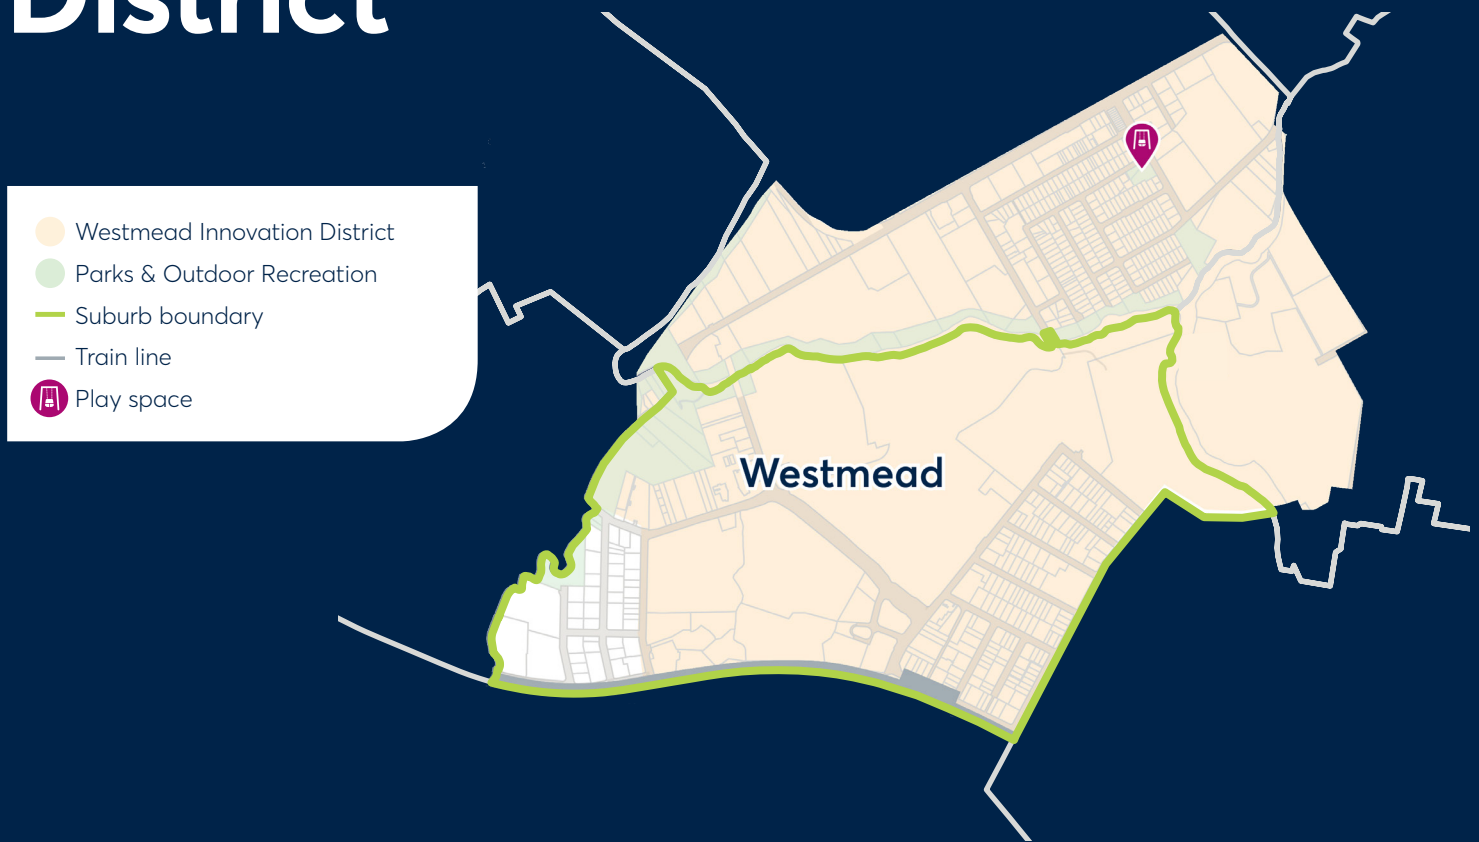 District
Westmead Innovation District
Parks & Outdoor Recreation
Suburb boundary
Train line
Play space
Westmead